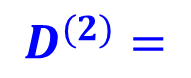 D⁽²⁾ =